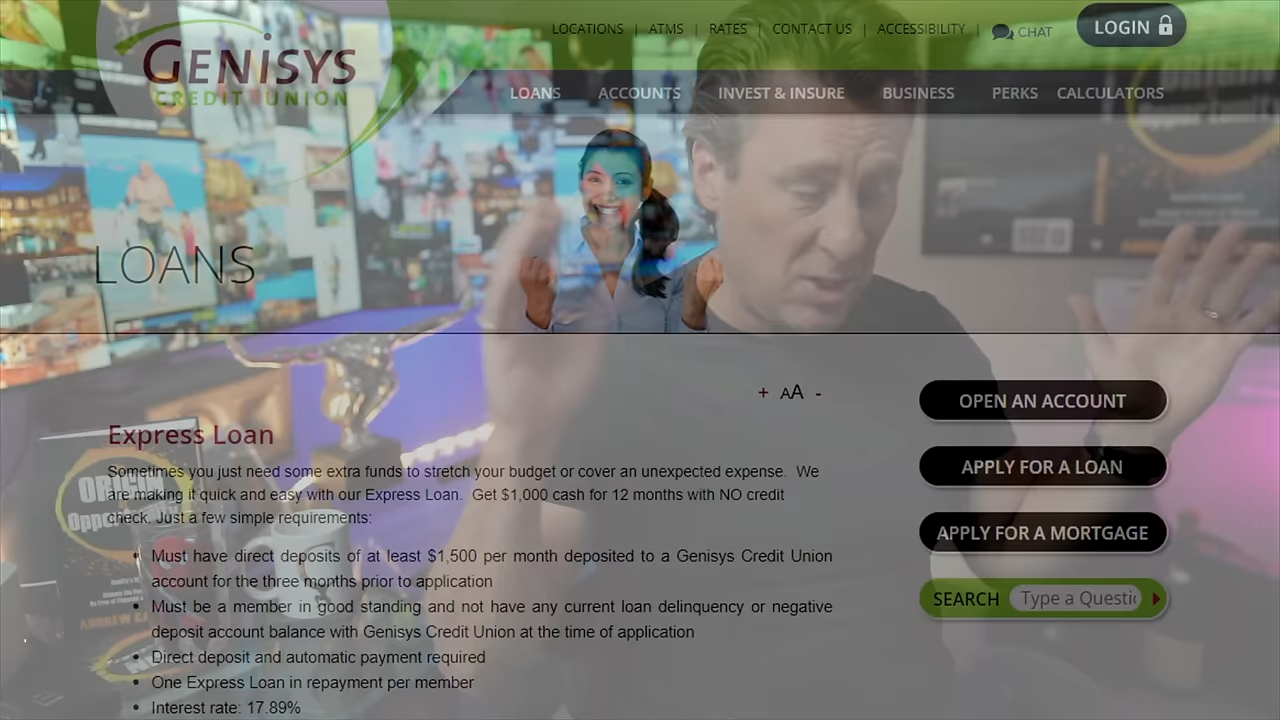 LOCATIONS | ATMS | RATES | CONTACT US | ACCESSIBILITY | CHAT LOGIN
GENISYS
CREDIT UNION
LOANS ACCOUNTS INVEST & INSURE BUSINESS PERKS CALCULATORS
LOANS
+ AA -
OPEN AN ACCOUNT
Express Loan
Sometimes you just need some extra funds to stretch your budget or cover an unexpected expense. We
APPLY FOR A LOAN
are making it quick and easy with our Express Loan. Get $1,000 cash for 12 months with NO credit
check. Just a few simple requirements:
APPLY FOR A MORTGAGE
• Must have direct deposits of at least $1,500 per month deposited to a Genisys Credit Union
account for the three months prior to application
SEARCH Type a Questic
• Must be a member in good standing and not have any current loan delinquency or negative
deposit account balance with Genisys Credit Union at the time of application
• Direct deposit and automatic payment required
• One Express Loan in repayment per member
• Interest rate: 17.89%
ORIGIN
Opportunity